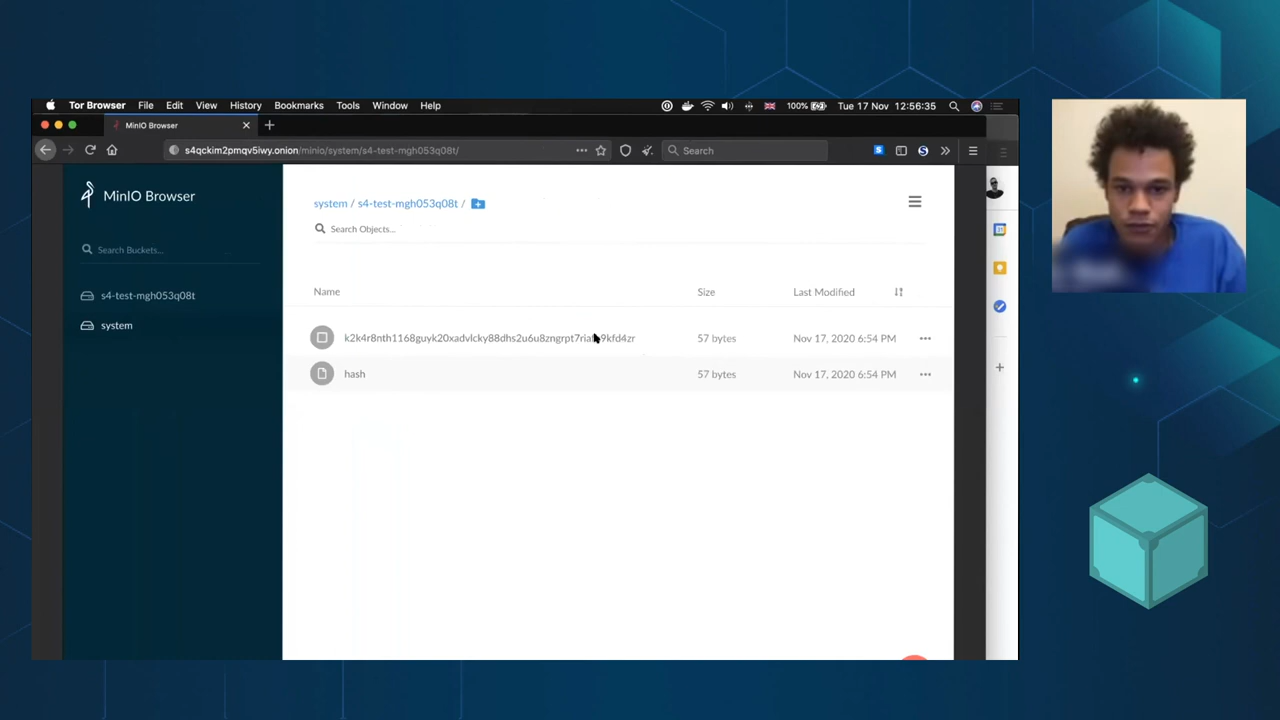 Tor Browser File Edit View History Bookmarks Tools Window Help 100% Tue 17 Nov 12:56:35
MinIO Browser
s4qckim2pmqv5iwy.onion/minio/system/s4-test-mgh053q08t/ Search
MinIO Browser
system / s4-test-mgh053q08t /
Search Objects...
Search Buckets...
s4-test-mgh053q08t
system
Name Size Last Modified
57 bytes Nov 17, 2020 6:54 PM
hash 57 bytes Nov 17, 2020 6:54 PM